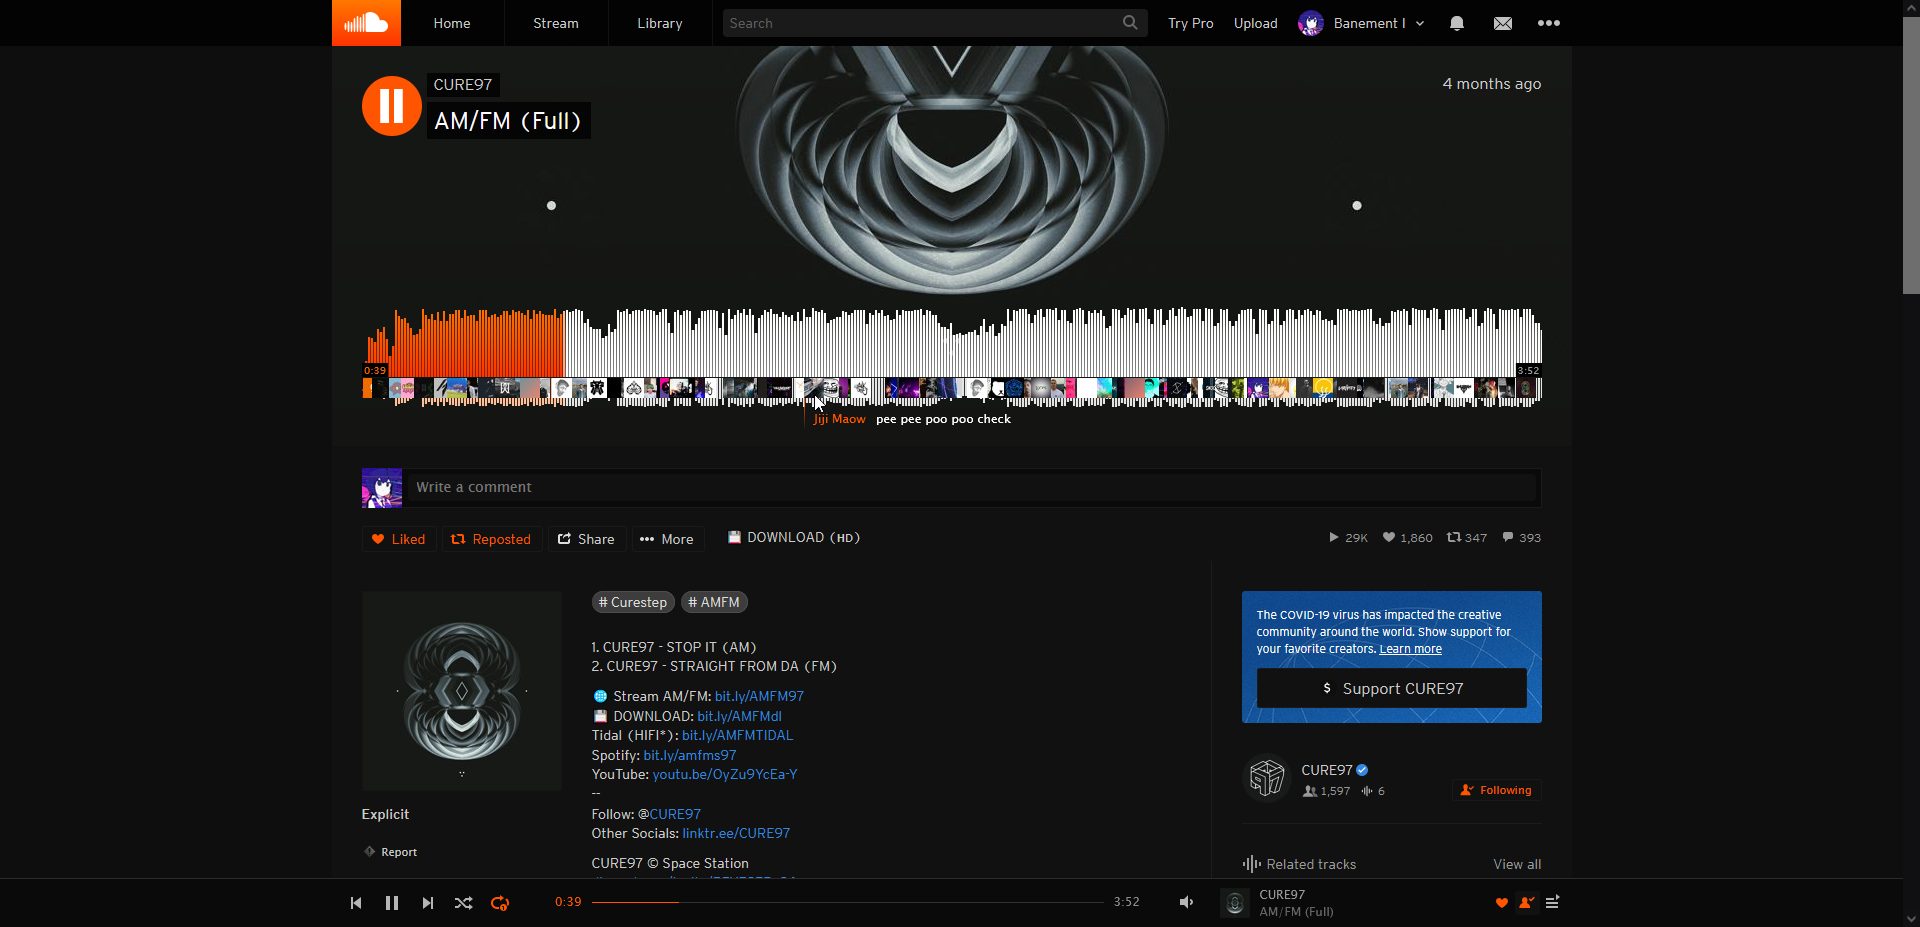 Home
Stream
Library
Search
Try Pro
Upload
Banement I
CURE97
AM/FM (Full)
4 months ago
0:39
3:52
Jiji Maow pee pee poo poo check
Write a comment
Liked
Reposted
Share
More
DOWNLOAD (HD)
29K
1,860
347
393
# Curestep
# AMFM
1. CURE97 - STOP IT (AM)
2. CURE97 - STRAIGHT FROM DA (FM)
🌐 Stream AM/FM: bit.ly/AMFM97
💾 DOWNLOAD: bit.ly/AMFMdl
Tidal (HIFI*): bit.ly/AMFMTIDAL
Spotify: bit.ly/amfms97
YouTube: youtu.be/OyZu9YcEa-Y
--
Follow: @CURE97
Other Socials: linktr.ee/CURE97
CURE97 © Space Station
Explicit
Report
The COVID-19 virus has impacted the creative
community around the world. Show support for
your favorite creators. Learn more
$ Support CURE97
CURE97
1,597
6
Following
Related tracks
View all
0:39
3:52
CURE97
AM/FM (Full)